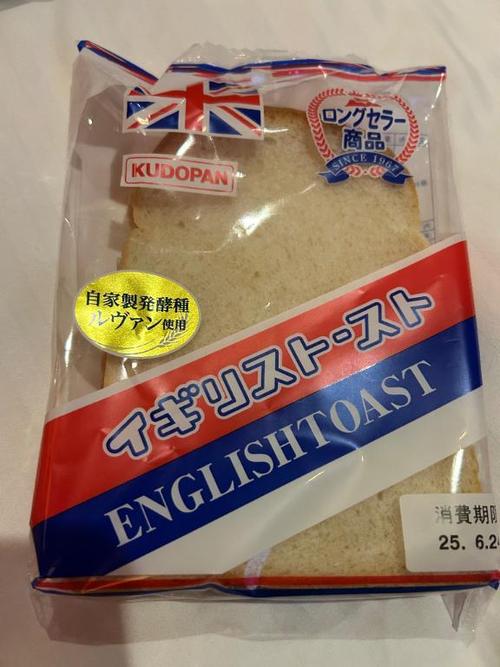 ロングセラー
商品
SINCE 1967
KUDOPAN
自家製発酵種
ルヴァン使用
イギリストースト
ENGLISHTOAST
消費期限
25. 6.24